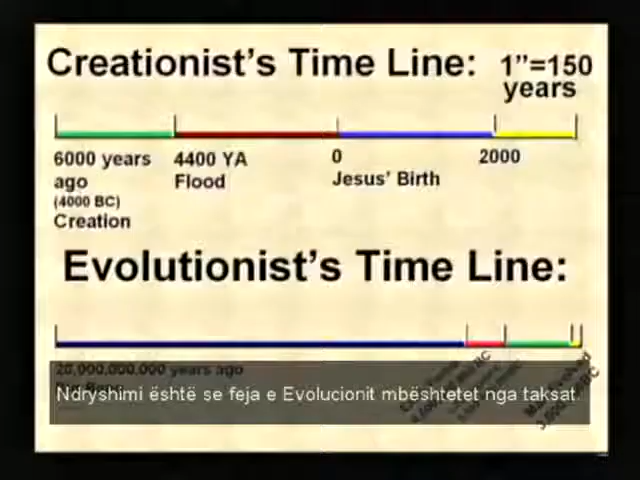 Creationist's Time Line: 1"=150
years
6000 years
ago
(4000 BC)
Creation
4400 YA
Flood
0
Jesus' Birth
2000
Evolutionist's Time Line:
20,000,000,000 years ago
Ndryshimi është se feja e Evolucionit mbështetet nga taksat.